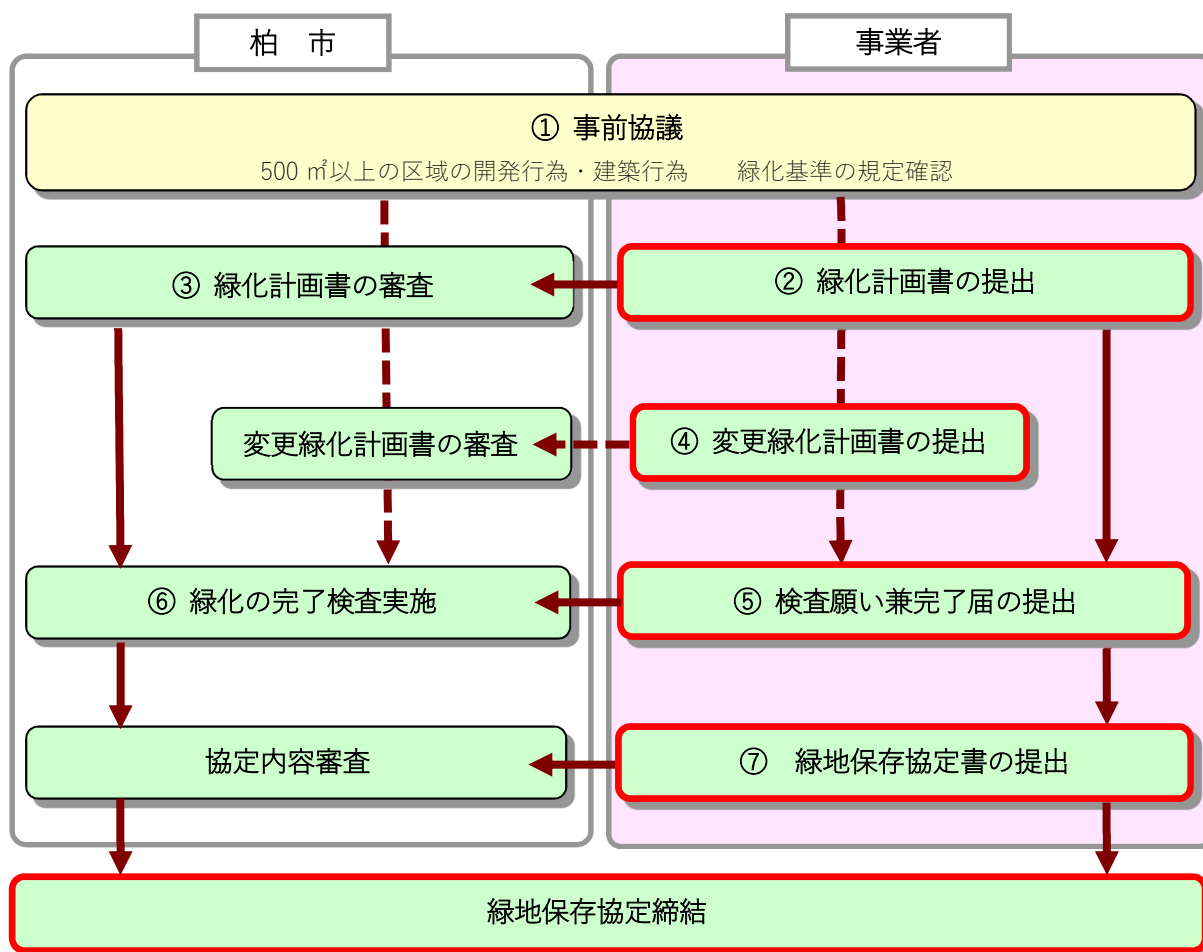 柏　市
事業者
① 事前協議
500 ㎡以上の区域の開発行為・建築行為　　緑化基準の規定確認
③ 緑化計画書の審査
② 緑化計画書の提出
変更緑化計画書の審査
④ 変更緑化計画書の提出
⑥ 緑化の完了検査実施
⑤ 検査願い兼完了届の提出
協定内容審査
⑦　緑地保存協定書の提出
緑地保存協定締結